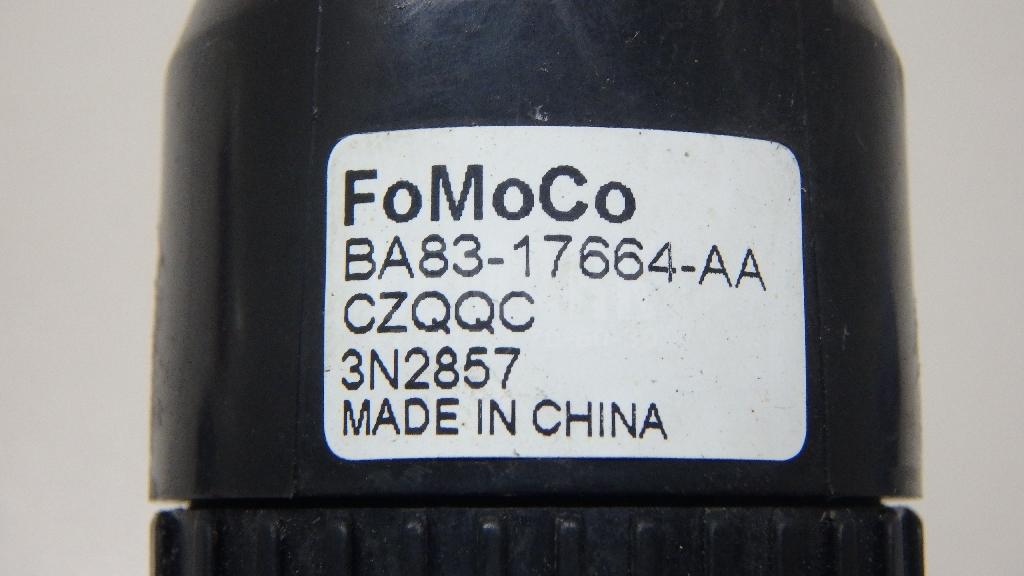 FoMoCo
BA83-17664-AA
CZQQC
3N2857
MADE IN CHINA